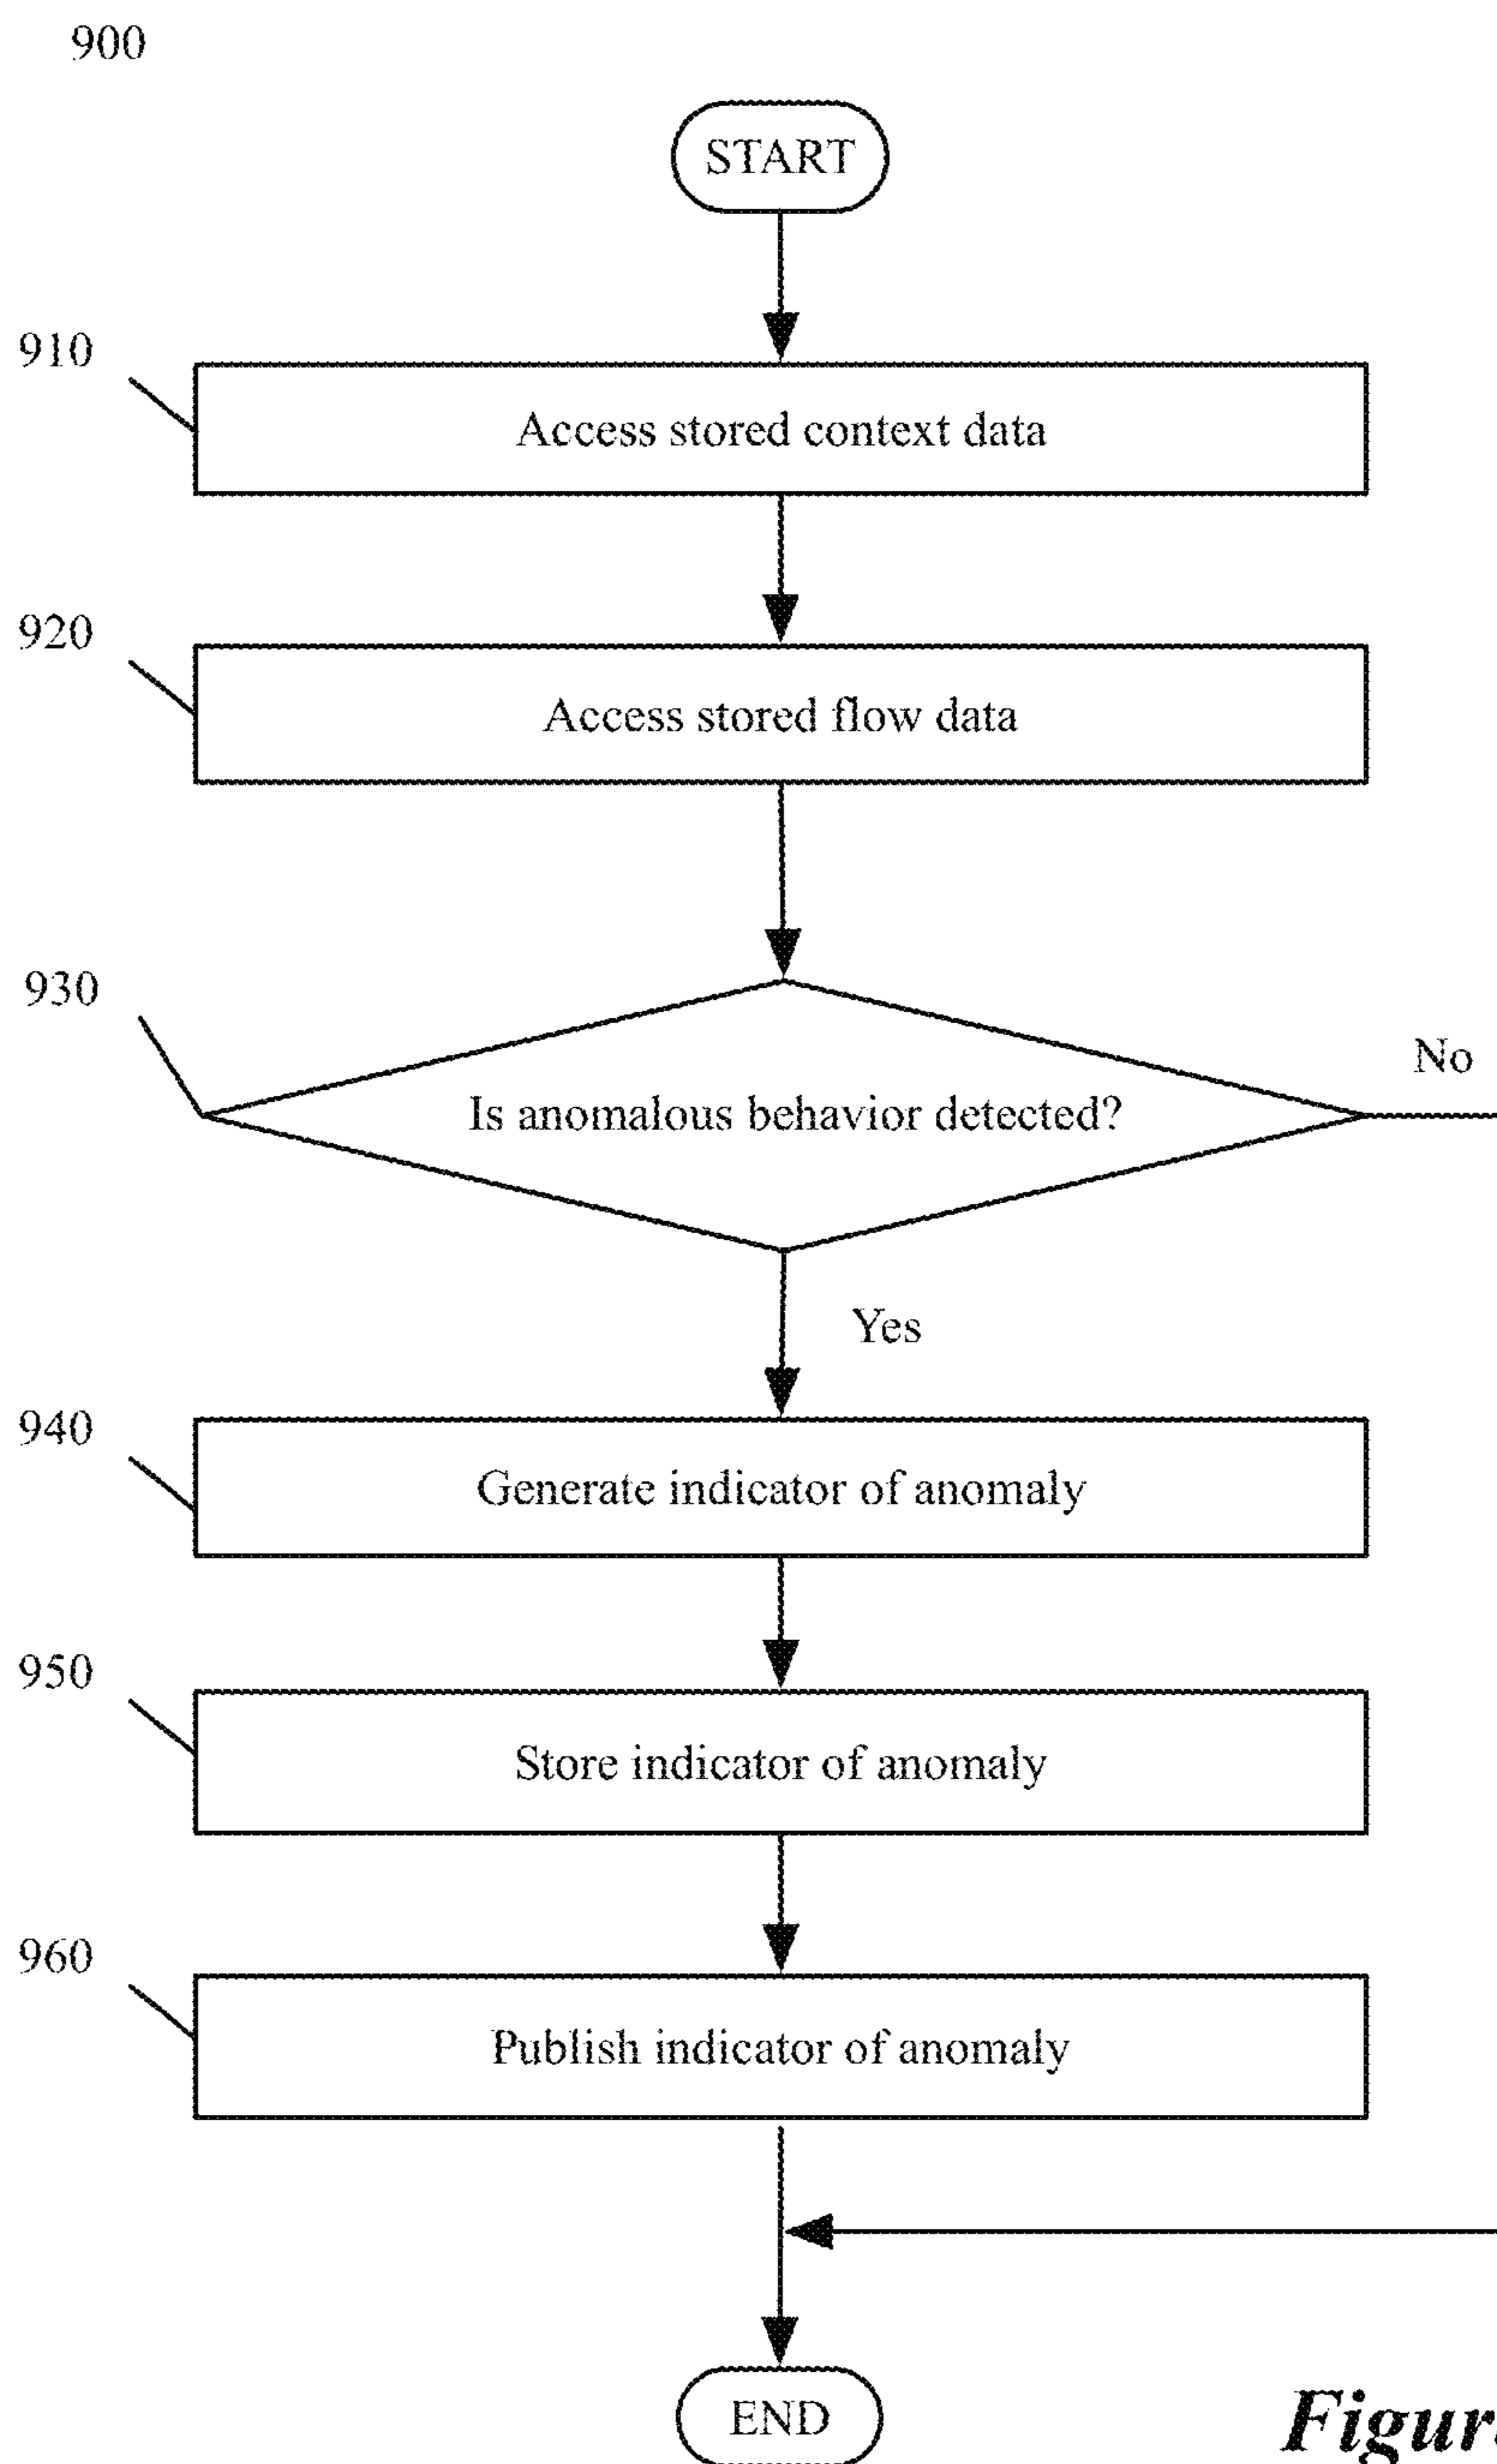 900
START
910
Access stored context data
920
Access stored flow data
930
Is anomalous behavior detected?
No
Yes
940
Generate indicator of anomaly
950
Store indicator of anomaly
960
Publish indicator of anomaly
END